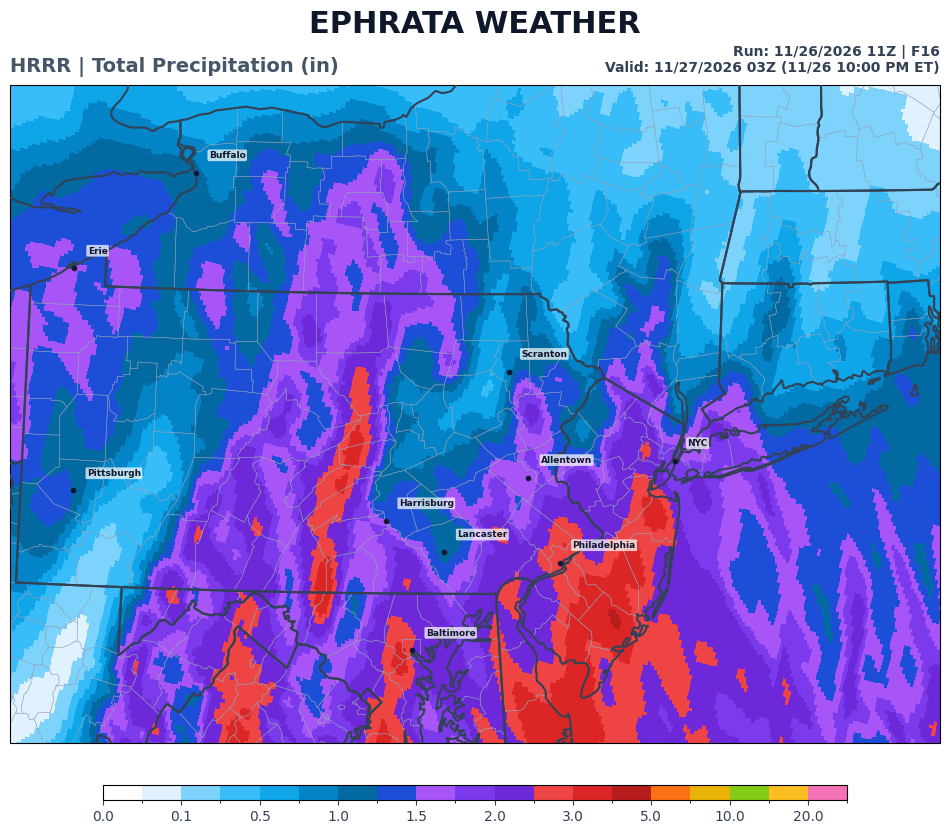 EPHRATA WEATHER
HRRR | Total Precipitation (in)
Run: 11/26/2026 11Z | F16
Valid: 11/27/2026 03Z (11/26 10:00 PM ET)
Buffalo
Erie
Scranton
NYC
Allentown
Pittsburgh
Harrisburg
Lancaster
Philadelphia
Baltimore
0.0 0.1 0.5 1.0 1.5 2.0 3.0 5.0 10.0 20.0